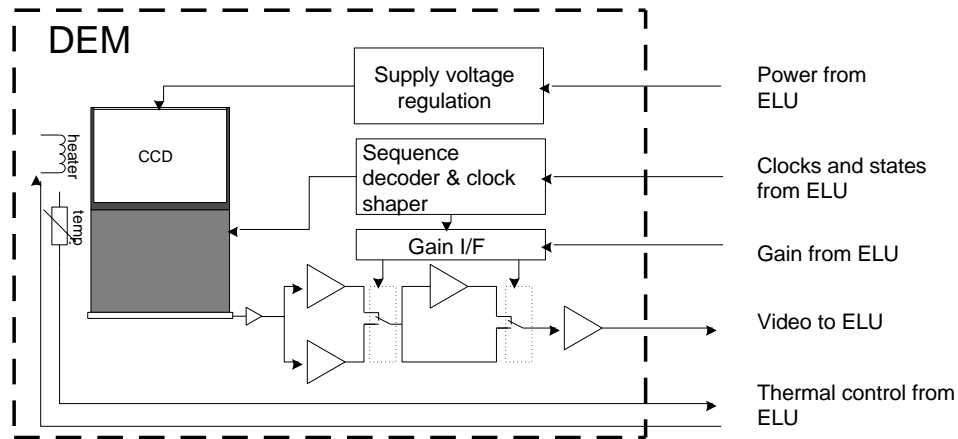 DEM
Supply voltage
regulation
Power from
ELU
heater
CCD
Sequence
decoder & clock
shaper
Clocks and states
from ELU
temp
Gain I/F
Gain from ELU
Video to ELU
Thermal control from
ELU